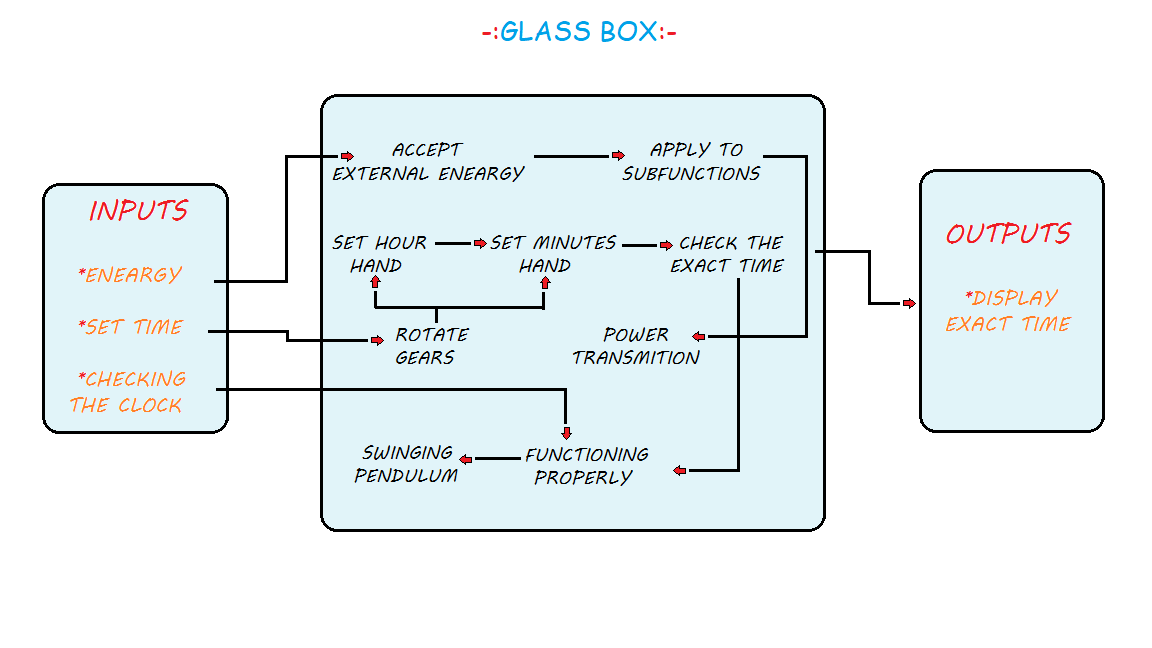 -:GLASS BOX:-
INPUTS
*ENEARGY
*SET TIME
*CHECKING
THE CLOCK
ACCEPT
EXTERNAL ENEARGY
APPLY TO
SUBFUNCTIONS
SET HOUR
HAND
SET MINUTES
HAND
CHECK THE
EXACT TIME
ROTATE
GEARS
POWER
TRANSMITION
SWINGING
PENDULUM
FUNCTIONING
PROPERLY
OUTPUTS
*DISPLAY
EXACT TIME